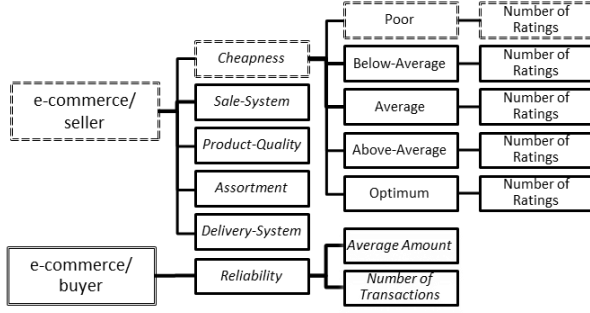 Poor
Number of
Ratings
Cheapness
Below-Average
Number of
Ratings
e-commerce/
seller
Sale-System
Average
Number of
Ratings
Product-Quality
Above-Average
Number of
Ratings
Assortment
Optimum
Number of
Ratings
Delivery-System
e-commerce/
buyer
Reliability
Average Amount
Number of
Transactions